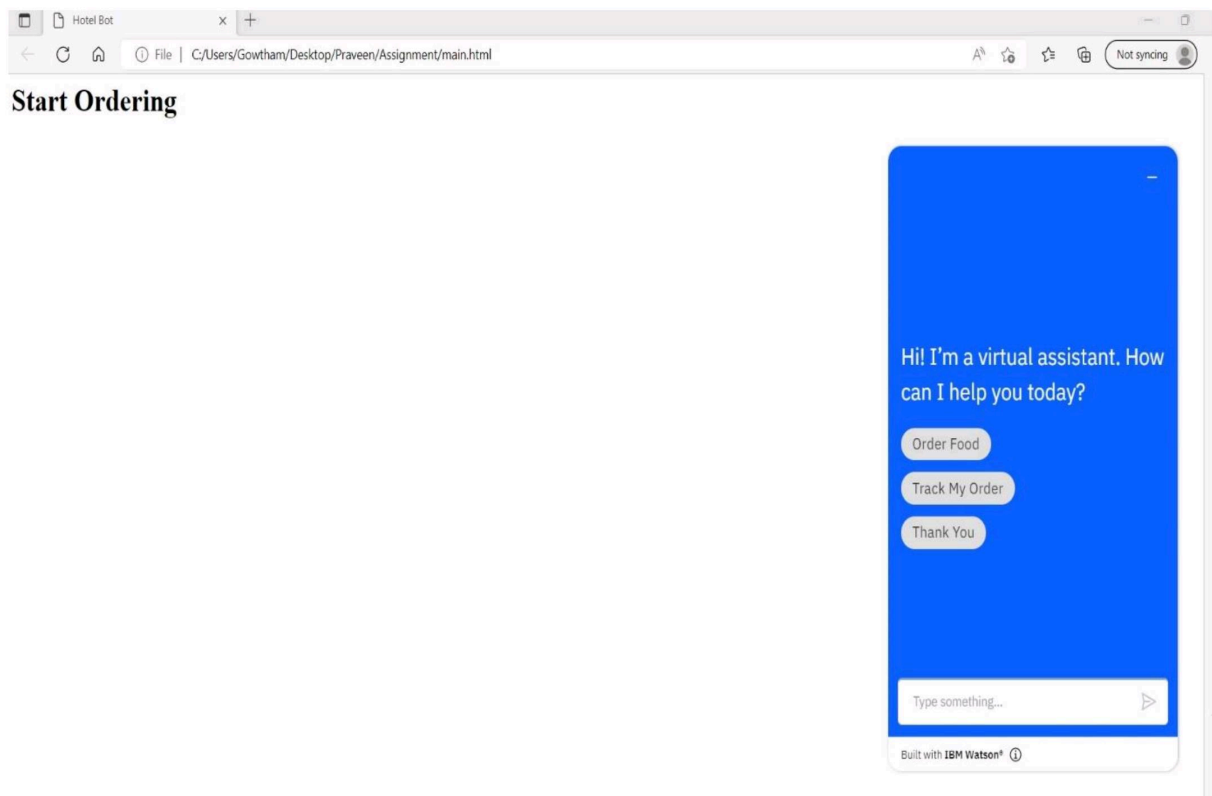 Hotel Bot
File | C:/Users/Gowtham/Desktop/Praveen/Assignment/main.html
Not syncing
Start Ordering
Hi! I’m a virtual assistant. How
can I help you today?
Order Food
Track My Order
Thank You
Type something...
Built with IBM Watson®